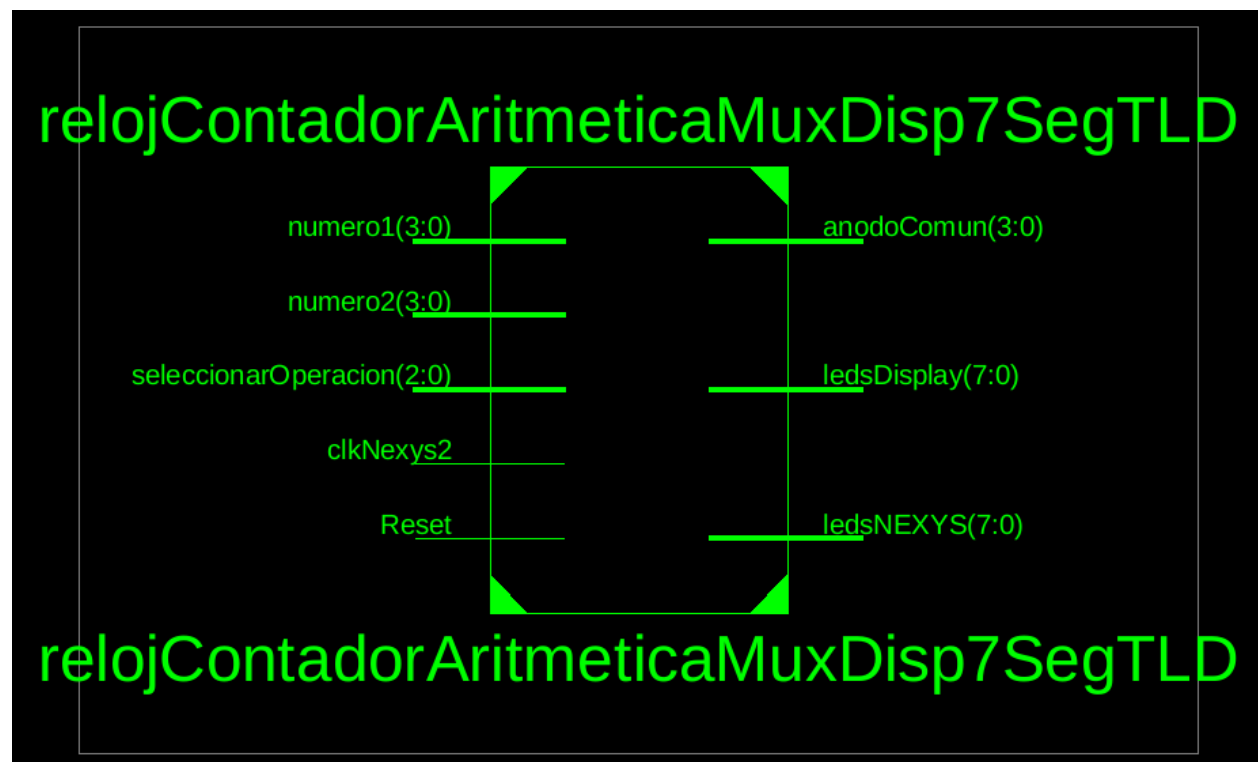 relojContadorAritmeticaMuxDisp7SegTLD
numero1(3:0)
anodoComun(3:0)
numero2(3:0)
seleccionarOperacion(2:0)
ledsDisplay(7:0)
clkNexys2
Reset
ledsNEXYS(7:0)
relojContadorAritmeticaMuxDisp7SegTLD